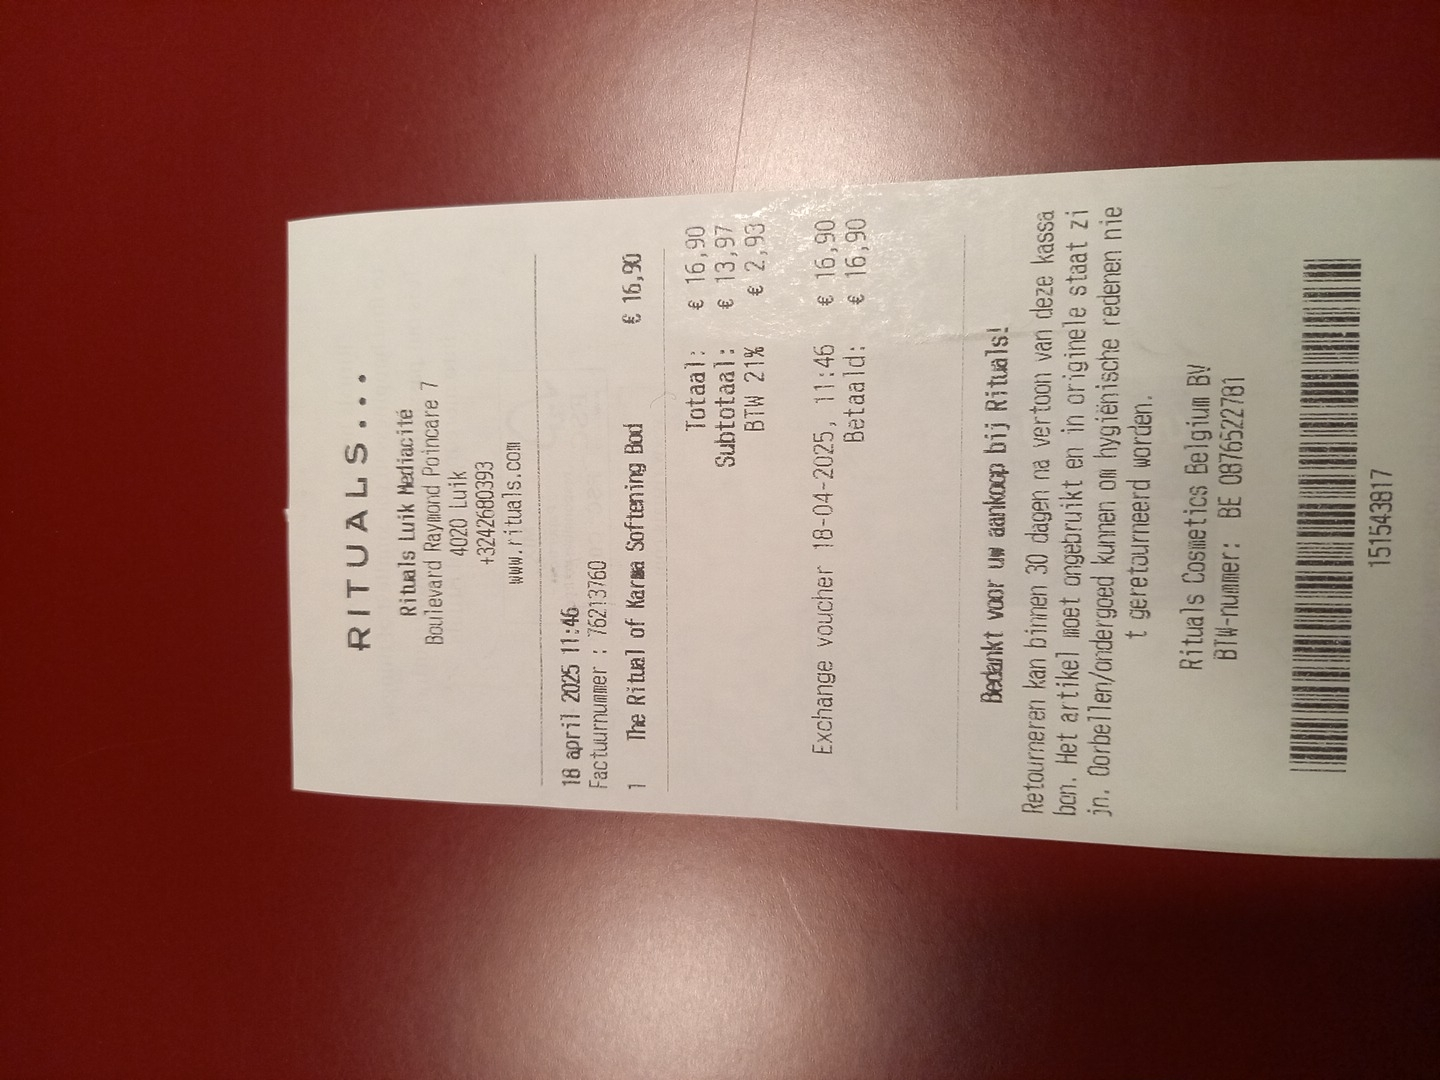 RITUALS...
Rituals Luik Mediacité
Boulevard Raymond Poincare 7
4020 Luik
+3242680393
www.rituals.com
18 april 2025 11:46
Factuurnummer : 76213760
1 The Ritual of Karma Softening Bod € 16,90
Totaal: € 16,90
Subtotaal: € 13,97
BTW 21% € 2,93
Exchange voucher 18-04-2025, 11:46 € 16,90
Betaald: € 16,90
Bedankt voor uw aankoop bij Rituals!
Retourneren kan binnen 30 dagen na vertoon van deze kassa
bon. Het artikel moet ongebruikt en in originele staat zi
jn. Oorbellen/ondergoed kunnen om hygiënische redenen nie
t geretourneerd worden.
Rituals Cosmetics Belgium BV
BTW-nummer: BE 0876522781
151543817